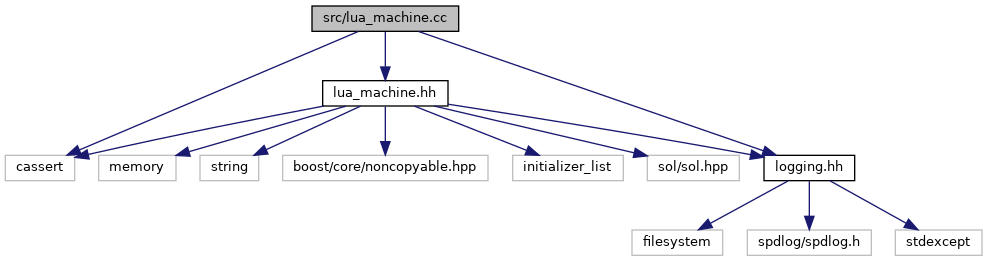 src/lua_machine.cc
lua_machine.hh
cassert
memory
string
boost/core/noncopyable.hpp
initializer_list
sol/sol.hpp
logging.hh
filesystem
spdlog/spdlog.h
stdexcept